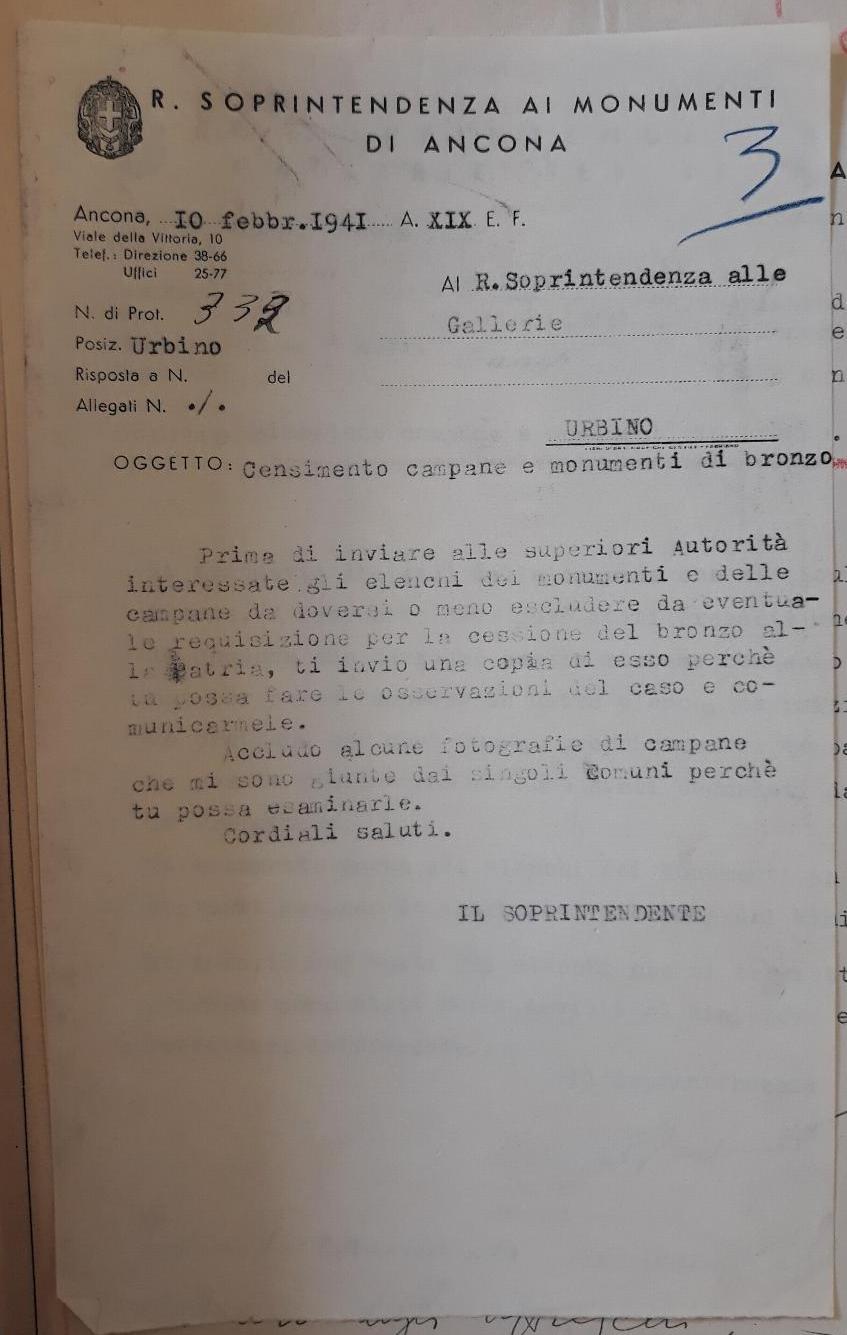 R. SOPRINTENDENZA AI MONUMENTI
DI ANCONA
3
Ancona, 10 febbr.1941 A. XIX E. F.
Viale della Vittoria, 10
Telef.: Direzione 38-66
Uffici 25-77
Al R.Soprintendenza alle
N. di Prot. 332
Gallerie
Posiz. Urbino
Risposta a N. del
Allegati N. ./.
URBINO
OGGETTO: Censimento campane e monumenti di bronzo
Prima di inviare alle superiori Autorità
interessate gli elenchi dei monumenti e delle
campane da doversi o meno escludere da eventua-
le requisizione per la cessione del bronzo al-
la Patria, ti invio una copia di esso perchè
tu possa fare le osservazioni del caso e co-
municarmele.
Accludo alcune fotografie di campane
che mi sono giunte dai singoli Comuni perchè
tu possa esaminarle.
Cordiali saluti.
IL SOPRINTENDENTE